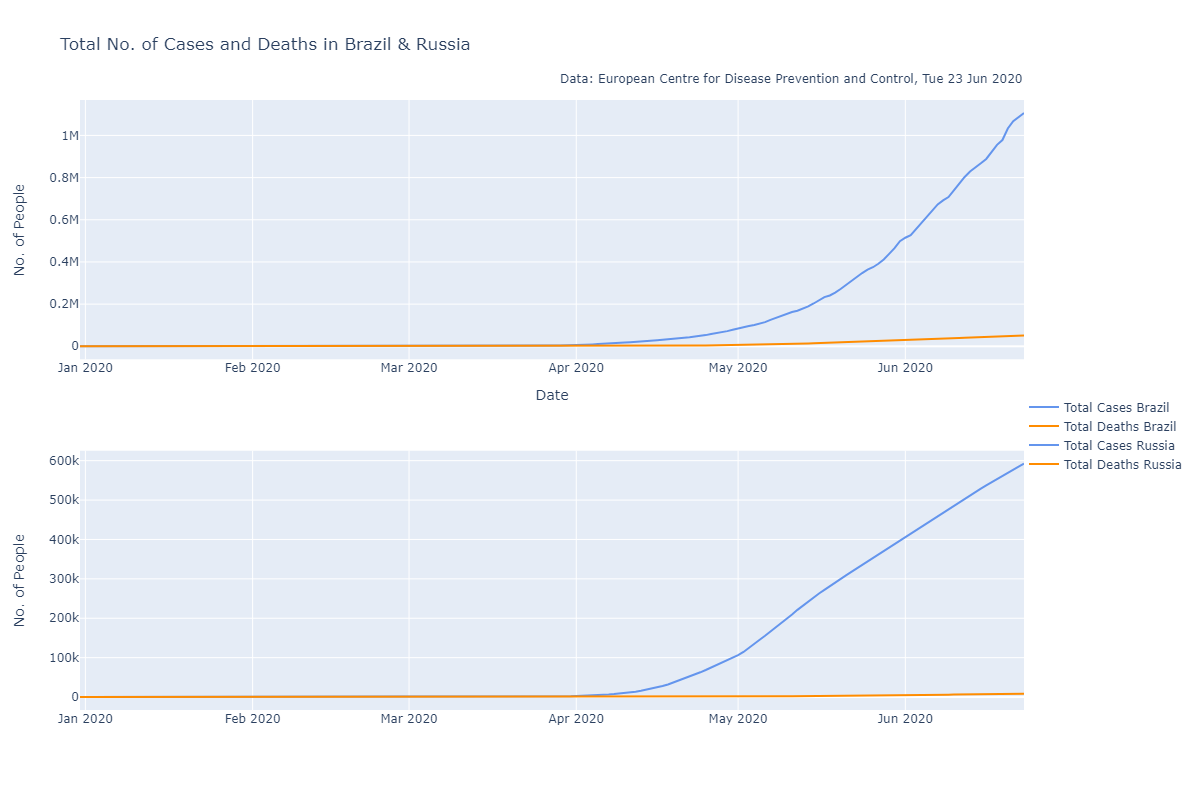 Total No. of Cases and Deaths in Brazil & Russia
Data: European Centre for Disease Prevention and Control, Tue 23 Jun 2020
No. of People
1M
0.8M
0.6M
0.4M
0.2M
0
Jan 2020 Feb 2020 Mar 2020 Apr 2020 May 2020 Jun 2020
Date
Total Cases Brazil
Total Deaths Brazil
Total Cases Russia
Total Deaths Russia
No. of People
600k
500k
400k
300k
200k
100k
0
Jan 2020 Feb 2020 Mar 2020 Apr 2020 May 2020 Jun 2020